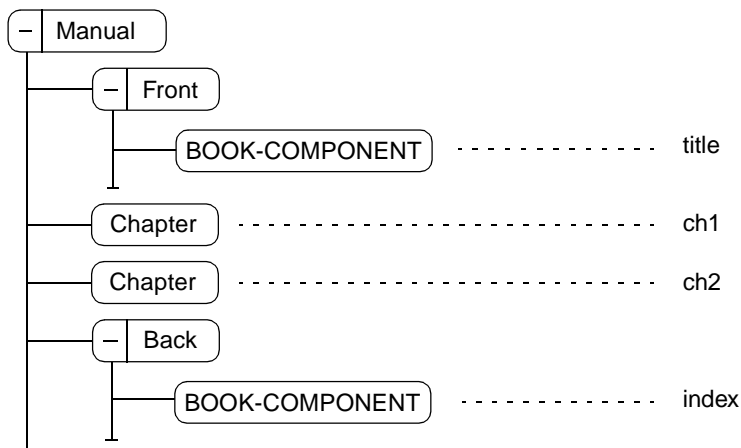 Manual
Front
BOOK-COMPONENT title
Chapter ch1
Chapter ch2
Back
BOOK-COMPONENT index